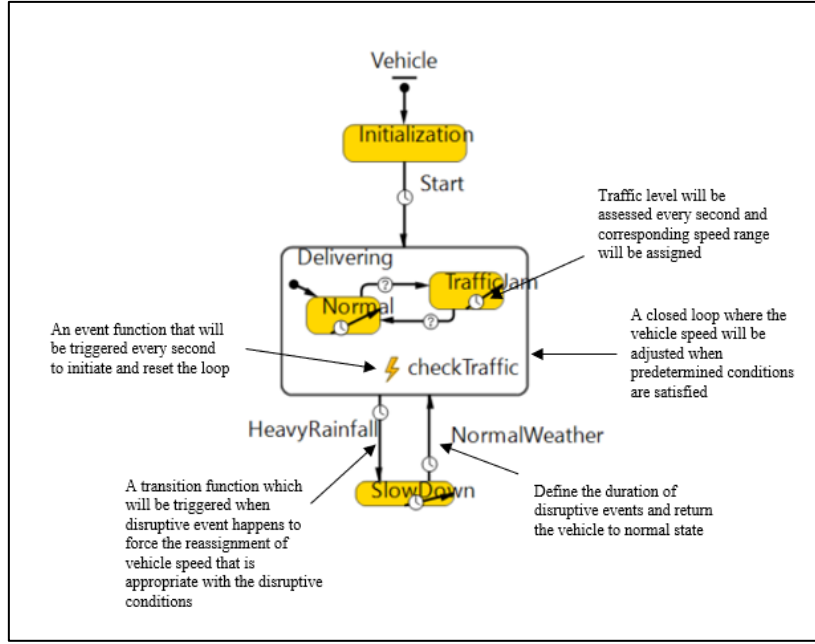 Vehicle
Initialization
Start
Traffic level will be
assessed every second and
corresponding speed range
will be assigned
Delivering
TrafficJam
?
Normal
?
An event function that will
be triggered every second
to initiate and reset the loop
checkTraffic
A closed loop where the
vehicle speed will be
adjusted when
predetermined conditions
are satisfied
HeavyRainfall
NormalWeather
SlowDown
A transition function which
will be triggered when
disruptive event happens to
force the reassignment of
vehicle speed that is
appropriate with the disruptive
conditions
Define the duration of
disruptive events and return
the vehicle to normal state